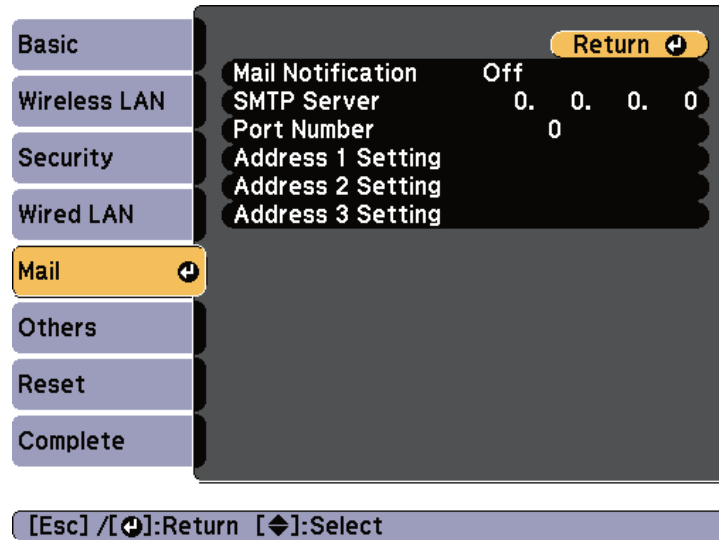 Basic
Wireless LAN
Security
Wired LAN
Mail
Others
Reset
Complete
Return
Mail Notification Off
SMTP Server 0. 0. 0. 0
Port Number 0
Address 1 Setting
Address 2 Setting
Address 3 Setting
[Esc] /[⏎]:Return [◆]:Select